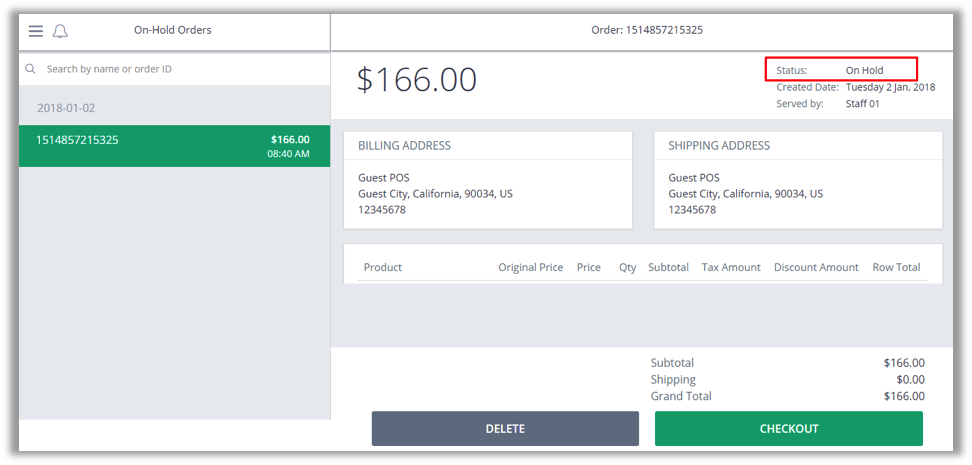 On-Hold Orders
Order: 1514857215325
Search by name or order ID
2018-01-02
1514857215325 $166.00
08:40 AM
$166.00
Status: On Hold
Created Date: Tuesday 2 Jan, 2018
Served by: Staff 01
BILLING ADDRESS
Guest POS
Guest City, California, 90034, US
12345678
SHIPPING ADDRESS
Guest POS
Guest City, California, 90034, US
12345678
Product Original Price Price Qty Subtotal Tax Amount Discount Amount Row Total
Subtotal $166.00
Shipping $0.00
Grand Total $166.00
DELETE CHECKOUT